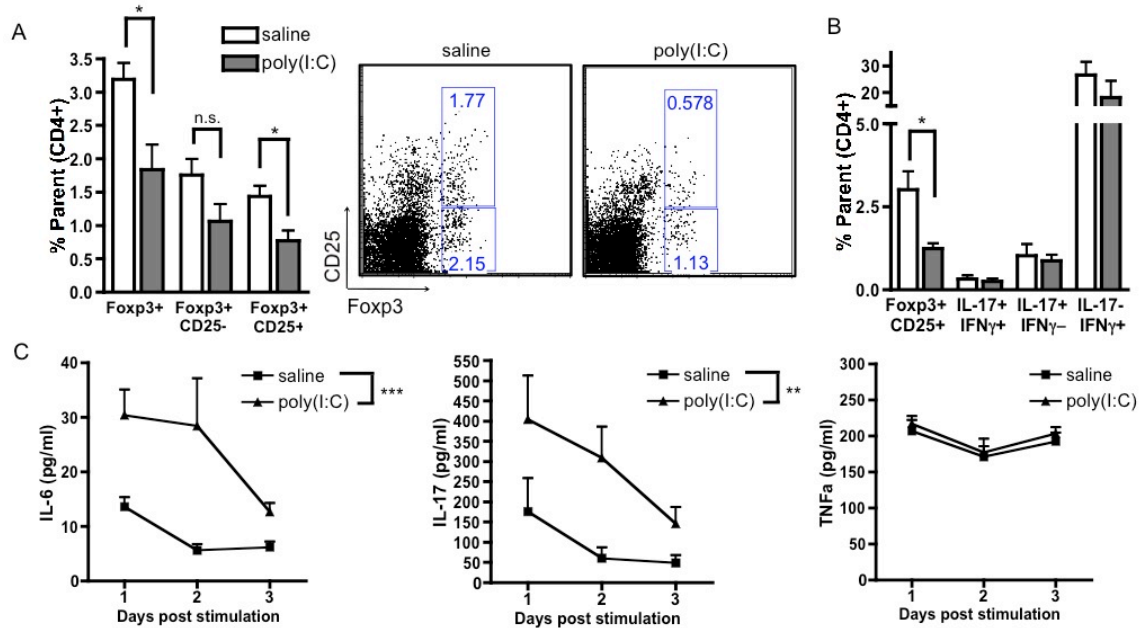 A
*
saline
poly(I:C)
% Parent (CD4+)
3.5
3.0
2.5
2.0
1.5
1.0
0.5
0.0
n.s.
*
Foxp3+
Foxp3+
CD25-
Foxp3+
CD25+
saline
poly(I:C)
1.77
2.15
0.578
1.13
CD25
Foxp3
B
% Parent (CD4+)
30
20
5.0
2.5
0.0
*
Foxp3+
CD25+
IL-17+
IFNγ+
IL-17+
IFNγ−
IL-17-
IFNγ+
C
IL-6 (pg/ml)
40
30
20
10
0
saline
poly(I:C)
***
1 2 3
Days post stimulation
IL-17 (pg/ml)
550
500
450
400
350
300
250
200
150
100
50
0
saline
poly(I:C)
**
1 2 3
Days post stimulation
TNFa (pg/ml)
300
250
200
150
100
50
0
saline
poly(I:C)
1 2 3
Days post stimulation